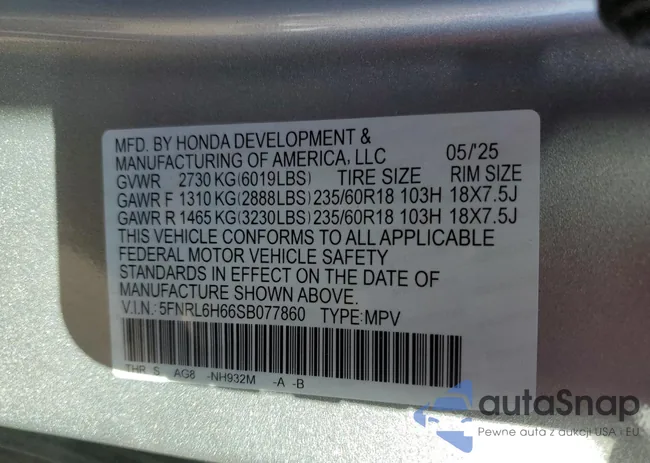 MFD. BY HONDA DEVELOPMENT &
MANUFACTURING OF AMERICA, LLC 05/'25
GVWR 2730 KG(6019LBS) TIRE SIZE RIM SIZE
GAWR F 1310 KG(2888LBS)235/60R18 103H 18X7.5J
GAWR R 1465 KG(3230LBS)235/60R18 103H 18X7.5J
THIS VEHICLE CONFORMS TO ALL APPLICABLE
FEDERAL MOTOR VEHICLE SAFETY
STANDARDS IN EFFECT ON THE DATE OF
MANUFACTURE SHOWN ABOVE.
V.I.N.: 5FNRL6H66SB077860 TYPE:MPV
THR S AG8 -NH932M -A -B
autoSnap
Pewne auta z aukcji USA i EU